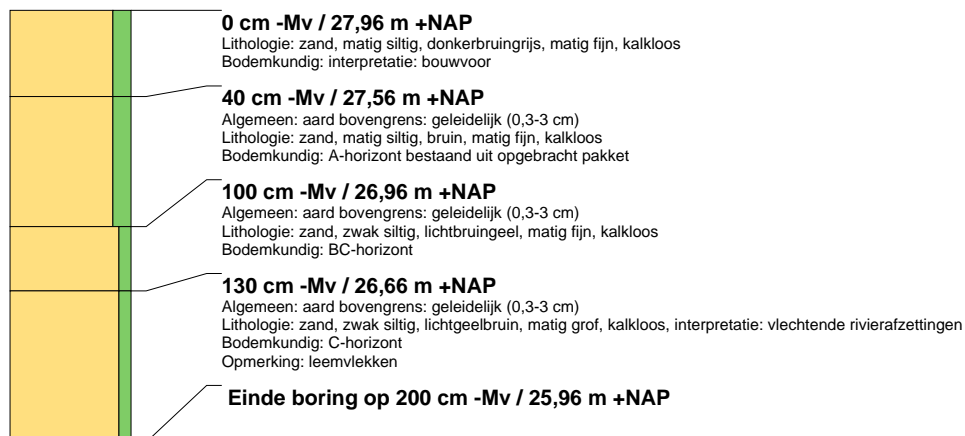 0 cm -Mv / 27,96 m +NAP
Lithologie: zand, matig siltig, donkerbruingrijs, matig fijn, kalkloos
Bodemkundig: interpretatie: bouwvoor
40 cm -Mv / 27,56 m +NAP
Algemeen: aard bovengrens: geleidelijk (0,3-3 cm)
Lithologie: zand, matig siltig, bruin, matig fijn, kalkloos
Bodemkundig: A-horizont bestaand uit opgebracht pakket
100 cm -Mv / 26,96 m +NAP
Algemeen: aard bovengrens: geleidelijk (0,3-3 cm)
Lithologie: zand, zwak siltig, lichtbruingeel, matig fijn, kalkloos
Bodemkundig: BC-horizont
130 cm -Mv / 26,66 m +NAP
Algemeen: aard bovengrens: geleidelijk (0,3-3 cm)
Lithologie: zand, zwak siltig, lichtgeelbruin, matig grof, kalkloos, interpretatie: vlechtende rivierafzettingen
Bodemkundig: C-horizont
Opmerking: leemvlekken
Einde boring op 200 cm -Mv / 25,96 m +NAP